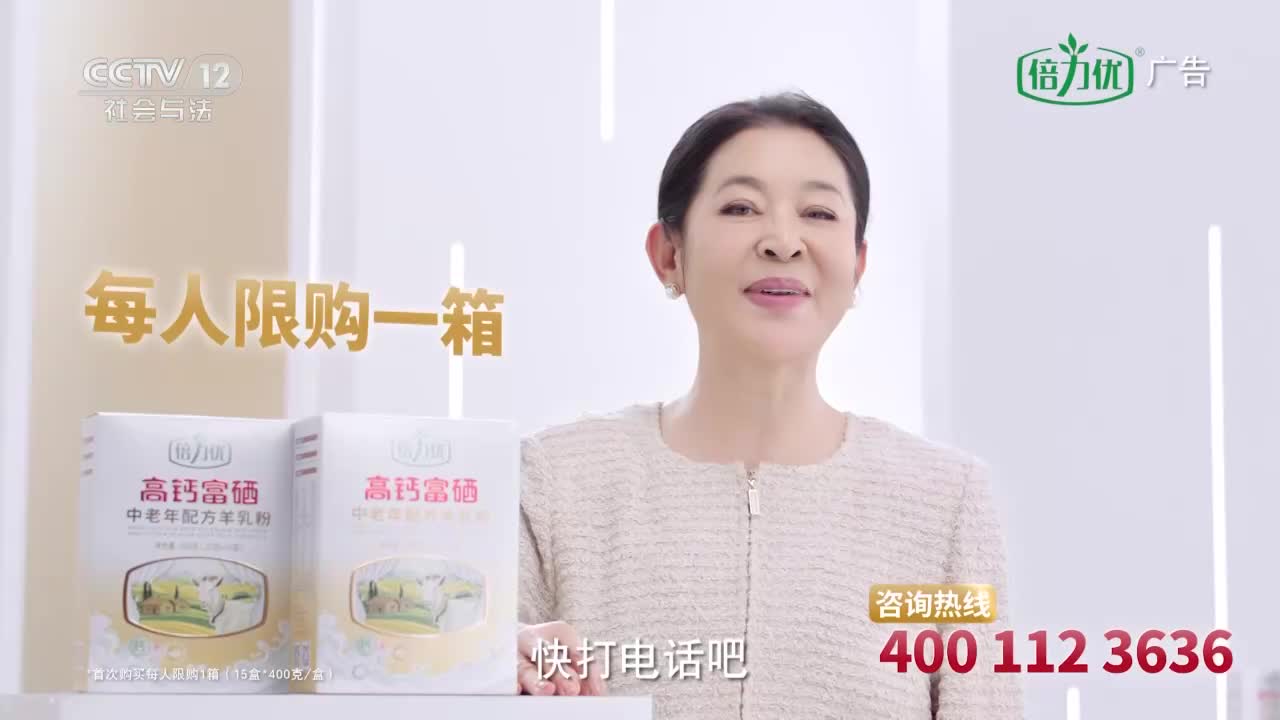 CCTV 12
社会与法
倍力优® 广告
每人限购一箱
倍力优
高钙富硒
中老年配方羊乳粉
倍力优
高钙富硒
中老年配方羊乳粉
*首次购买每人限购1箱（15盒*400克/盒）
快打电话吧
咨询热线
400 112 3636